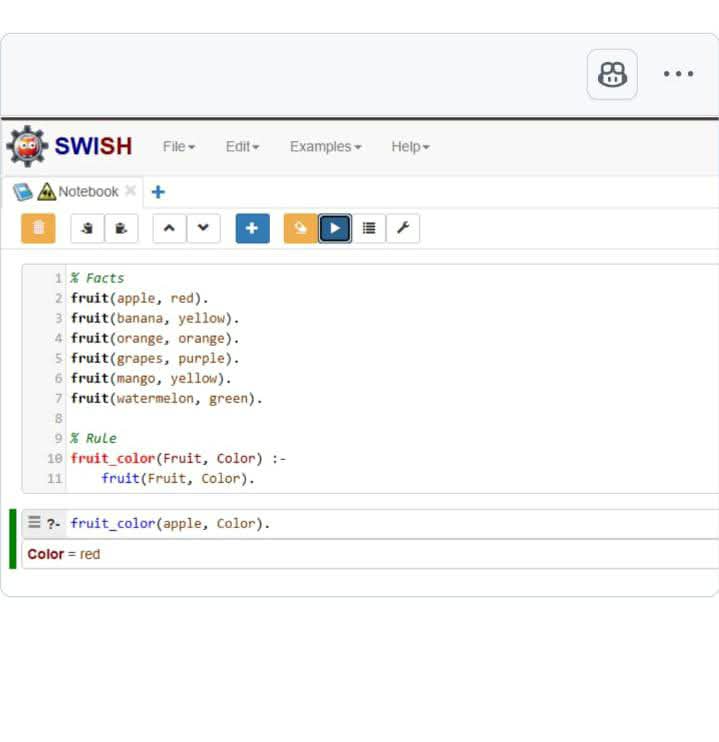 SWISH File Edit Examples Help
Notebook
1 % Facts
2 fruit(apple, red).
3 fruit(banana, yellow).
4 fruit(orange, orange).
5 fruit(grapes, purple).
6 fruit(mango, yellow).
7 fruit(watermelon, green).
8
9 % Rule
10 fruit_color(Fruit, Color) :-
11     fruit(Fruit, Color).
?- fruit_color(apple, Color).
Color = red